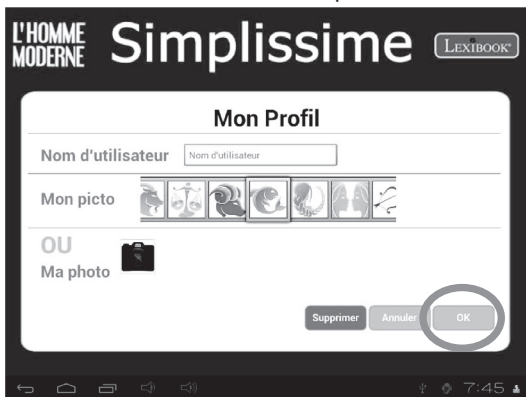 L'HOMME
MODERNE
Simplissime
LEXIBOOK®
Mon Profil
Nom d'utilisateur
Nom d'utilisateur
Mon picto
OU
Ma photo
Supprimer
Annuler
OK
7:45